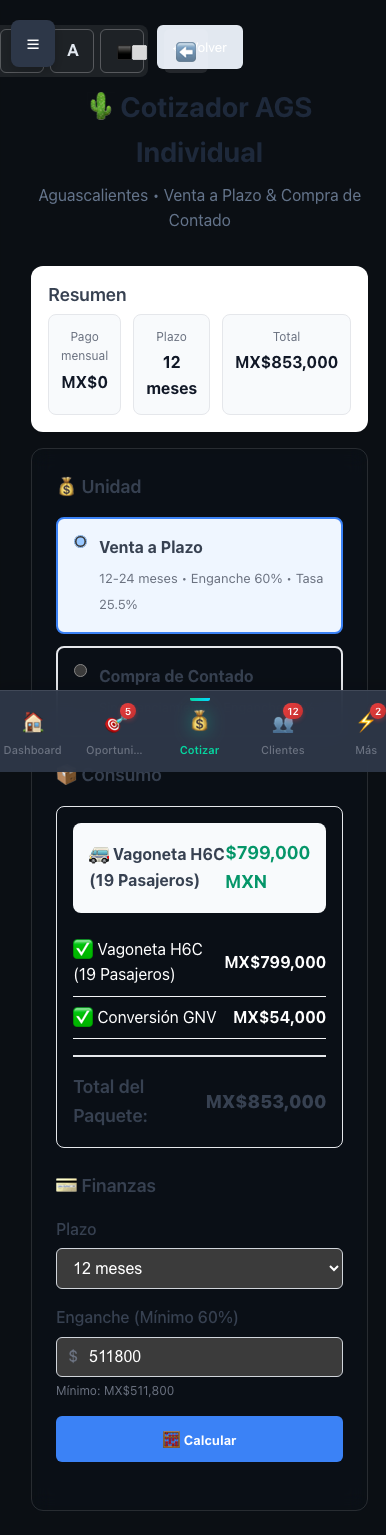 ☰
A
Volver
🌵 Cotizador AGS
Individual
Aguascalientes • Venta a Plazo & Compra de
Contado
Resumen
Pago
mensual
MX$0
Plazo
12
meses
Total
MX$853,000
💰 Unidad
Venta a Plazo
12-24 meses • Enganche 60% • Tasa
25.5%
Compra de Contado
Dashboard
5
Oportuni...
Cotizar
12
Clientes
2
Más
📦 Consumo
🚐 Vagoneta H6C
(19 Pasajeros)
$799,000
MXN
✅ Vagoneta H6C
(19 Pasajeros)
MX$799,000
✅ Conversión GNV
MX$54,000
Total del
Paquete:
MX$853,000
💳 Finanzas
Plazo
12 meses
Enganche (Mínimo 60%)
$ 511800
Mínimo: MX$511,800
🧮 Calcular